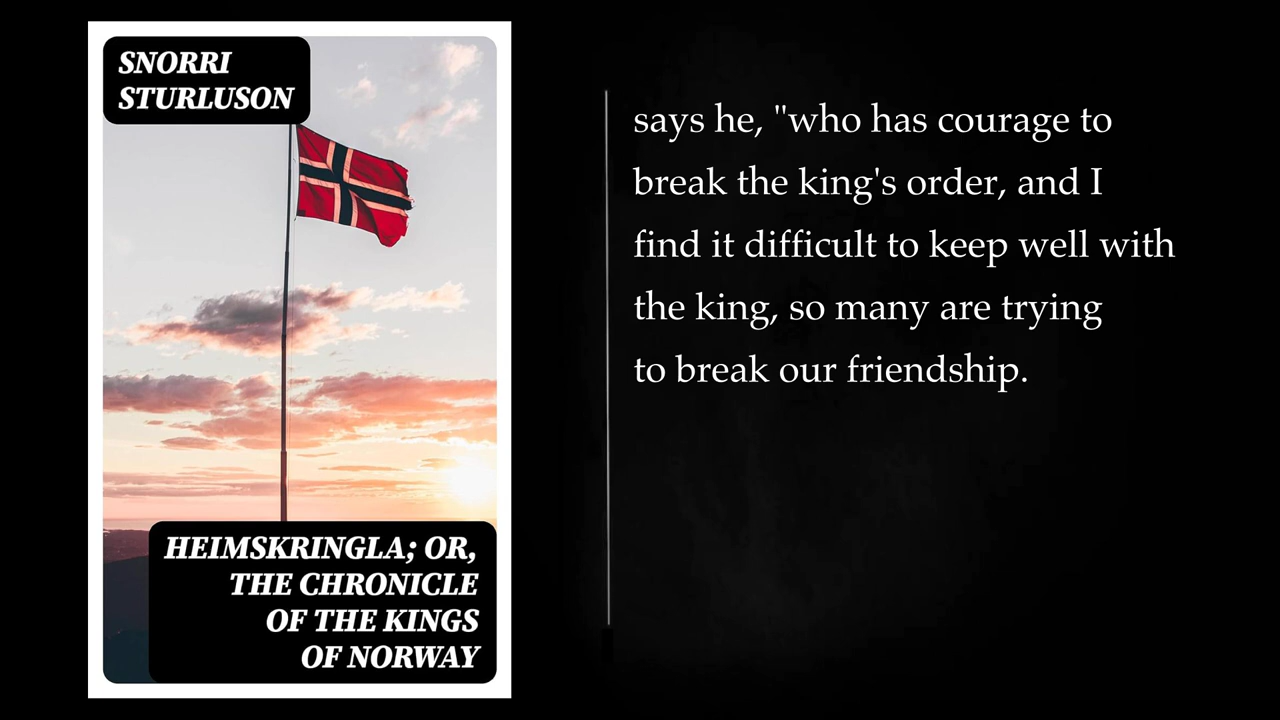 SNORRI
STURLUSON
HEIMSKRINGLA; OR,
THE CHRONICLE
OF THE KINGS
OF NORWAY
says he, "who has courage to
break the king's order, and I
find it difficult to keep well with
the king, so many are trying
to break our friendship.